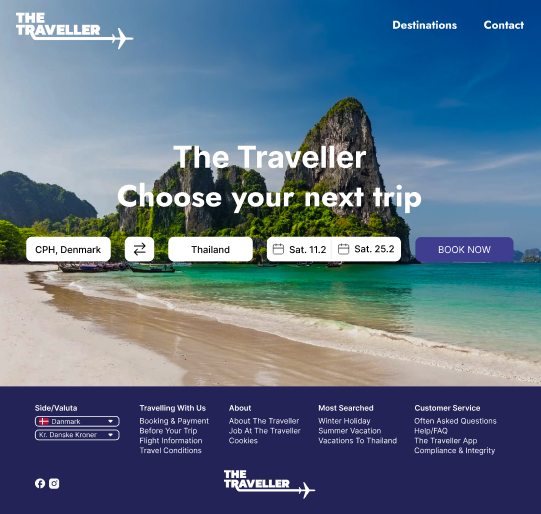 THE
TRAVELLER
Destinations
Contact
The Traveller
Choose your next trip
CPH, Denmark
Thailand
Sat. 11.2
Sat. 25.2
BOOK NOW
Side/Valuta
Danmark
Kr. Danske Kroner
Travelling With Us
Booking & Payment
Before Your Trip
Flight Information
Travel Conditions
About
About The Traveller
Job At The Traveller
Cookies
Most Searched
Winter Holiday
Summer Vacation
Vacations To Thailand
Customer Service
Often Asked Questions
Help/FAQ
The Traveller App
Compliance & Integrity
THE
TRAVELLER